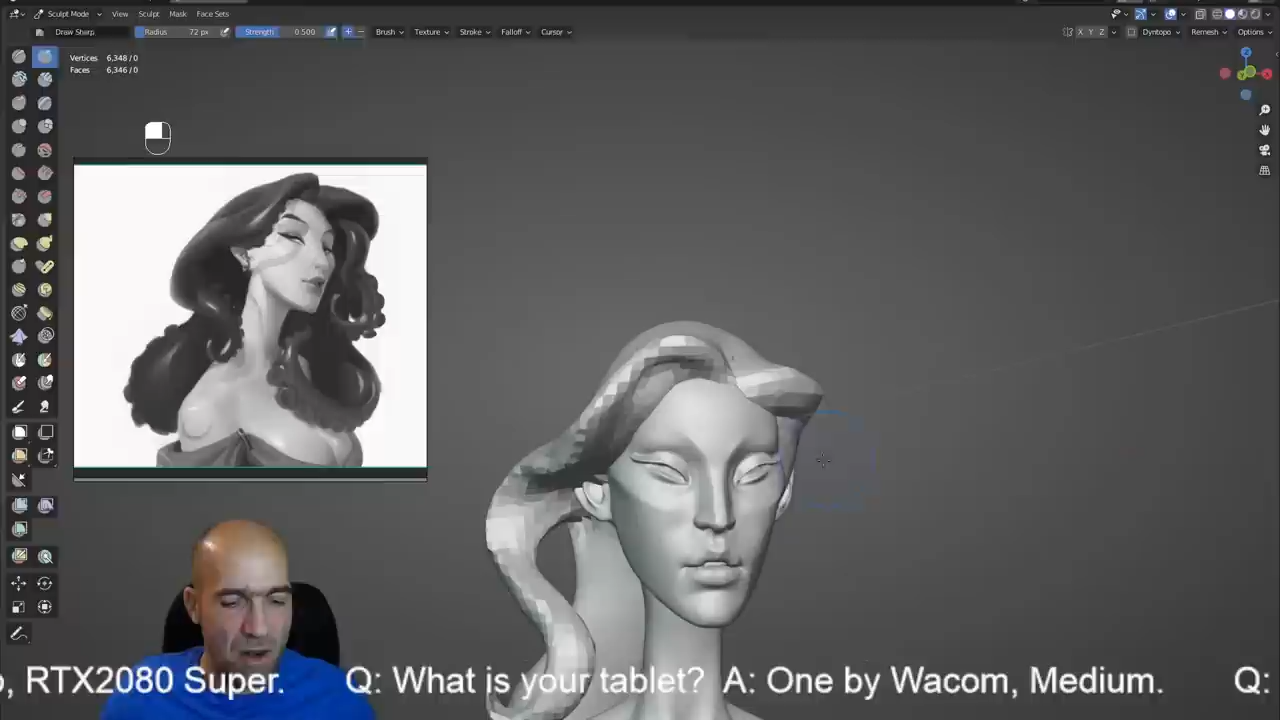 Sculpt Mode View Sculpt Mask Face Sets
Draw Sharp Radius 72 px Strength 0.500 Brush Texture Stroke Falloff Cursor X Y Z Dyntopo Remesh Options
Vertices 6,348 / 0
Faces 6,346 / 0
RTX2080 Super. Q: What is your tablet? A: One by Wacom, Medium. Q: